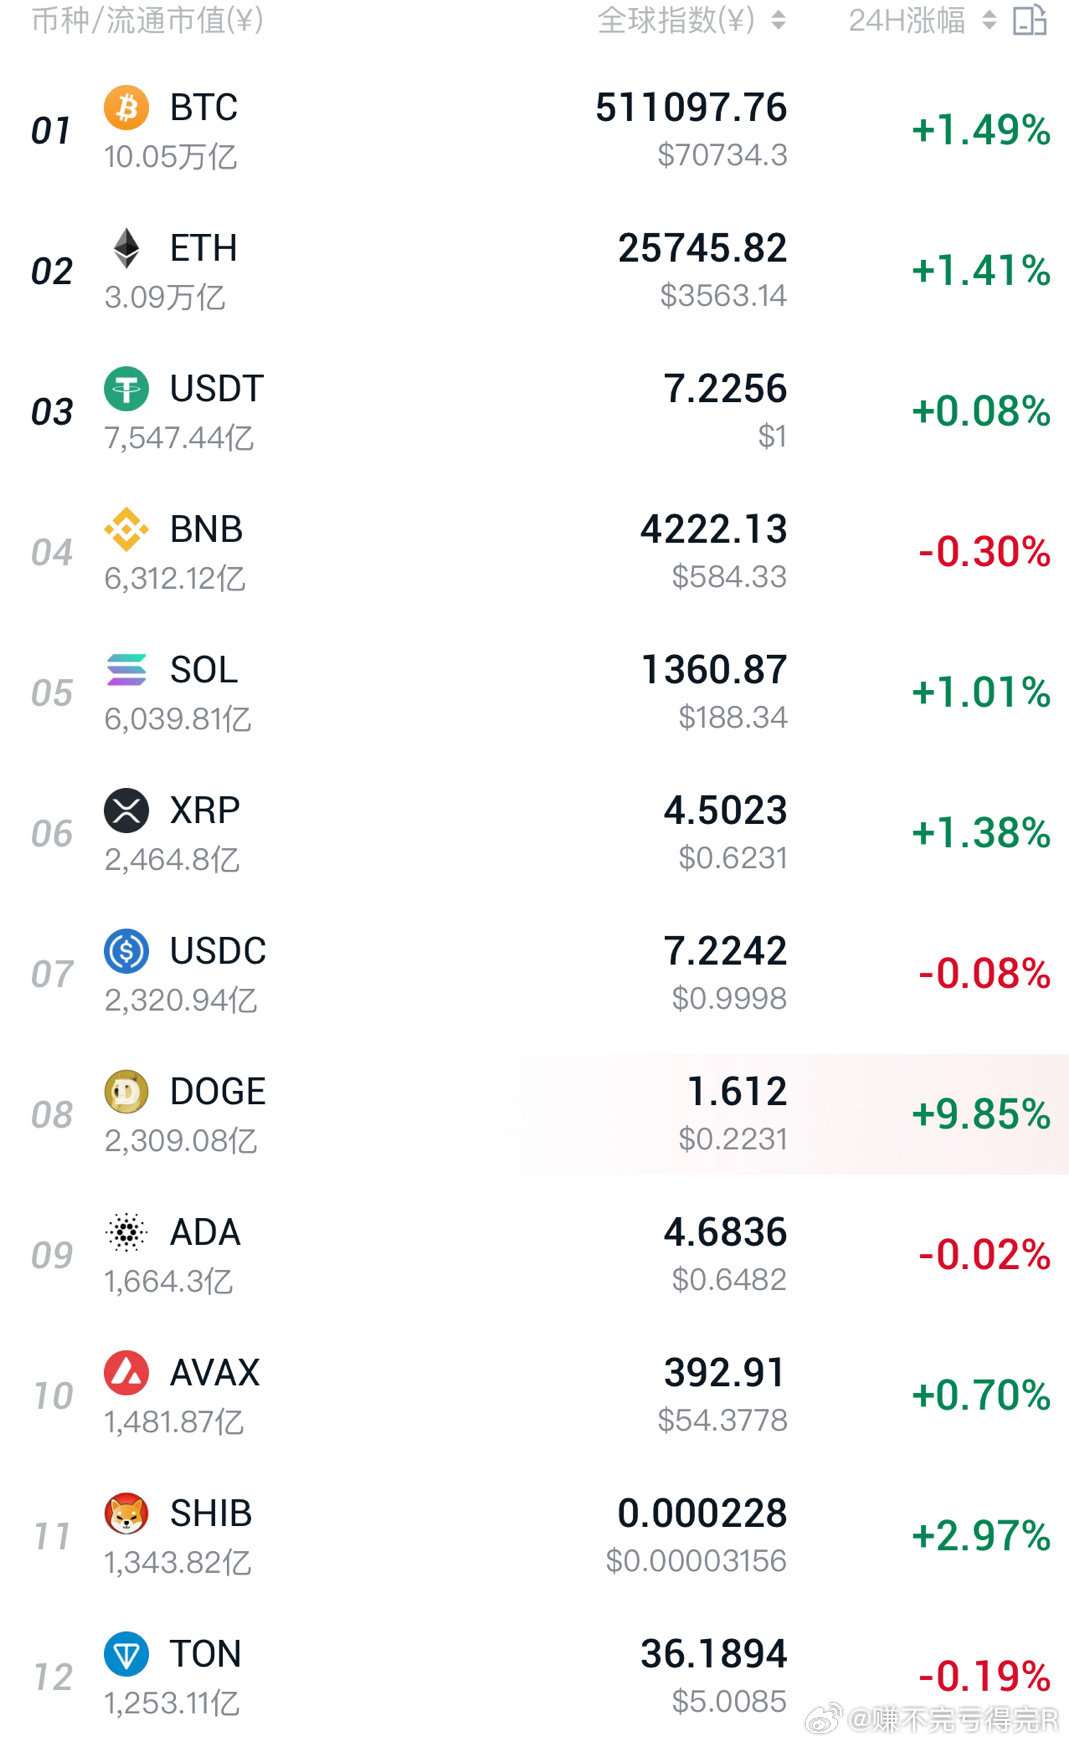 币种/流通市值(¥) 全球指数(¥) 24H涨幅
01 BTC 511097.76 +1.49%
10.05万亿 $70734.3
02 ETH 25745.82 +1.41%
3.09万亿 $3563.14
03 USDT 7.2256 +0.08%
7,547.44亿 $1
04 BNB 4222.13 -0.30%
6,312.12亿 $584.33
05 SOL 1360.87 +1.01%
6,039.81亿 $188.34
06 XRP 4.5023 +1.38%
2,464.8亿 $0.6231
07 USDC 7.2242 -0.08%
2,320.94亿 $0.9998
08 DOGE 1.612 +9.85%
2,309.08亿 $0.2231
09 ADA 4.6836 -0.02%
1,664.3亿 $0.6482
10 AVAX 392.91 +0.70%
1,481.87亿 $54.3778
11 SHIB 0.000228 +2.97%
1,343.82亿 $0.00003156
12 TON 36.1894 -0.19%
1,253.11亿 $5.0085
@赚不完亏得完R